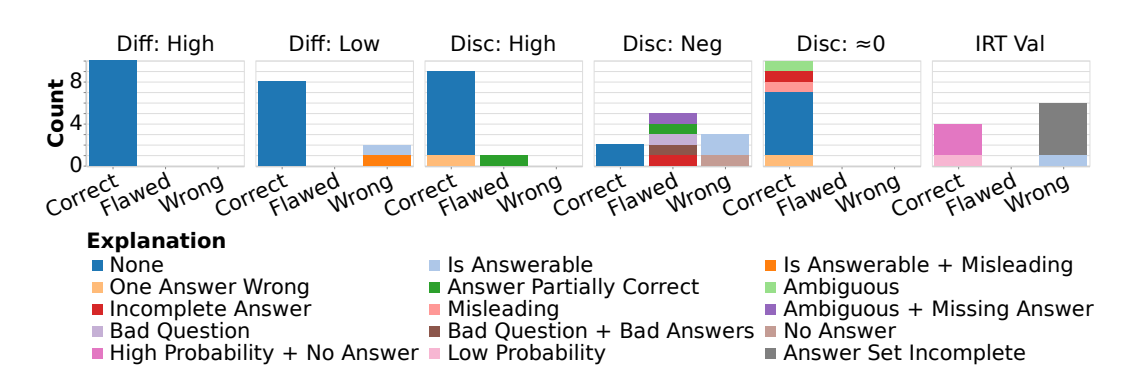 Diff: High Diff: Low Disc: High Disc: Neg Disc: ≈0 IRT Val
Count
8
4
0
Correct Flawed Wrong Correct Flawed Wrong Correct Flawed Wrong Correct Flawed Wrong Correct Flawed Wrong Correct Flawed Wrong
Explanation
None Is Answerable Is Answerable + Misleading
One Answer Wrong Answer Partially Correct Ambiguous
Incomplete Answer Misleading Ambiguous + Missing Answer
Bad Question Bad Question + Bad Answers No Answer
High Probability + No Answer Low Probability Answer Set Incomplete